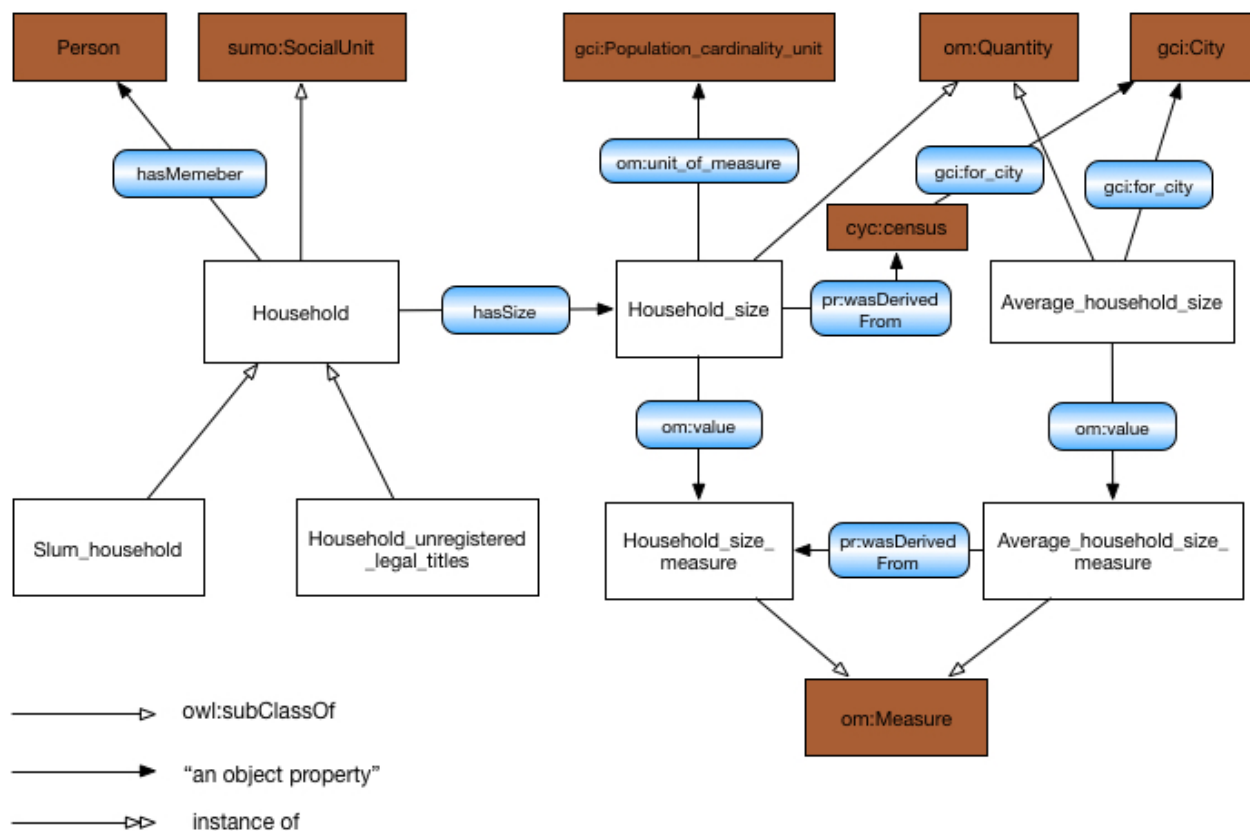 Person
sumo:SocialUnit
gci:Population_cardinality_unit
om:Quantity
gci:City
hasMemeber
om:unit_of_measure
gci:for_city
gci:for_city
cyc:census
Household
hasSize
Household_size
pr:wasDerived
From
Average_household_size
om:value
om:value
Slum_household
Household_unregistered
_legal_titles
Household_size_
measure
pr:wasDerived
From
Average_household_size_
measure
om:Measure
owl:subClassOf
“an object property”
instance of